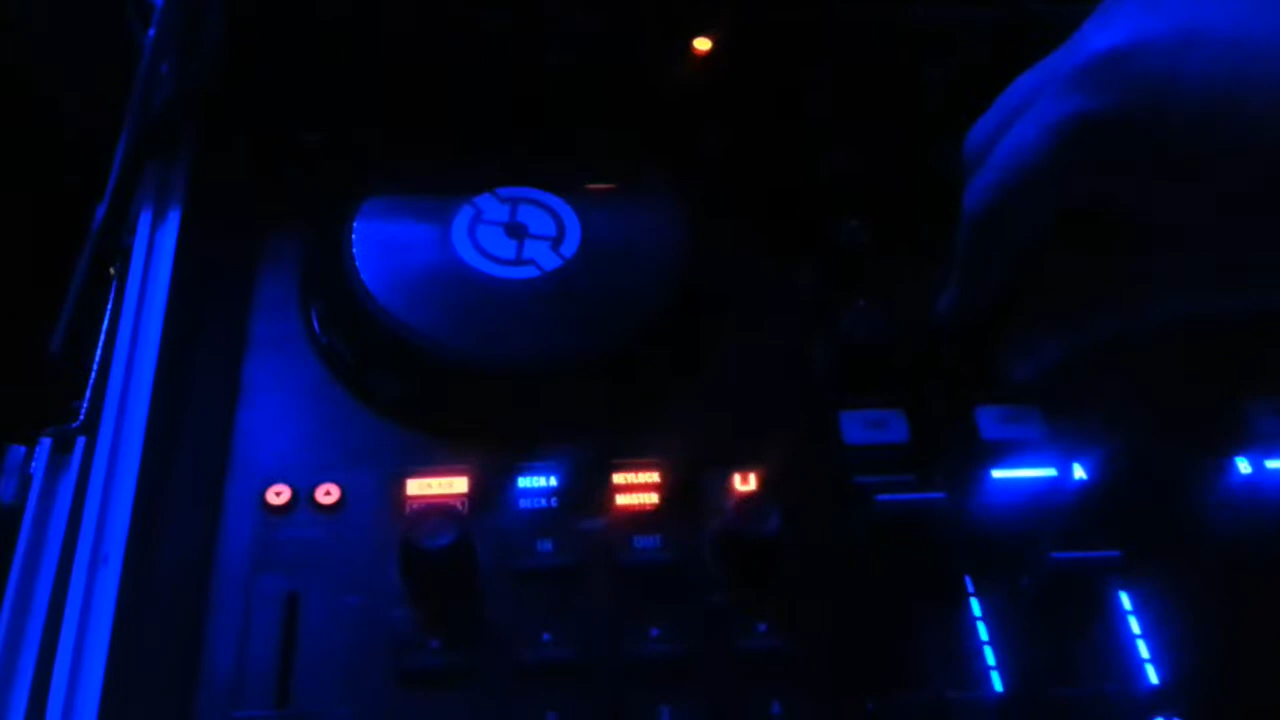 ON AIR
DECK A
DECK C
KEYLOCK
MASTER
IN
OUT
A
B